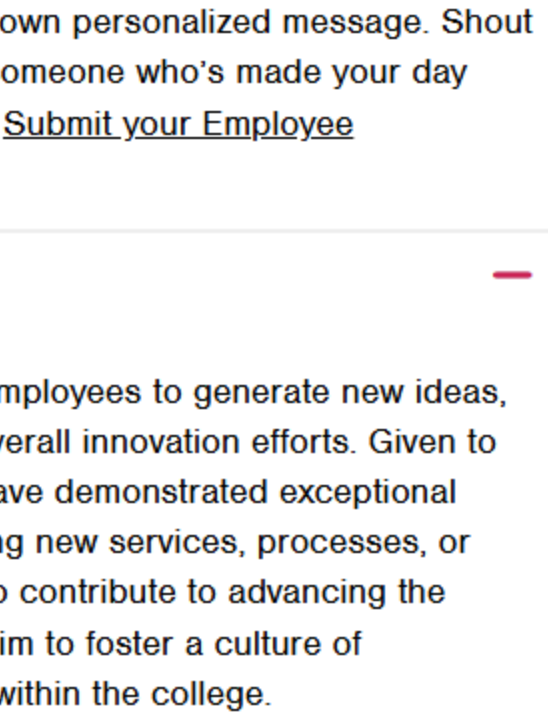 own personalized message. Shout
omeone who's made your day
Submit your Employee
mployees to generate new ideas,
verall innovation efforts. Given to
ave demonstrated exceptional
ng new services, processes, or
o contribute to advancing the
im to foster a culture of
within the college.